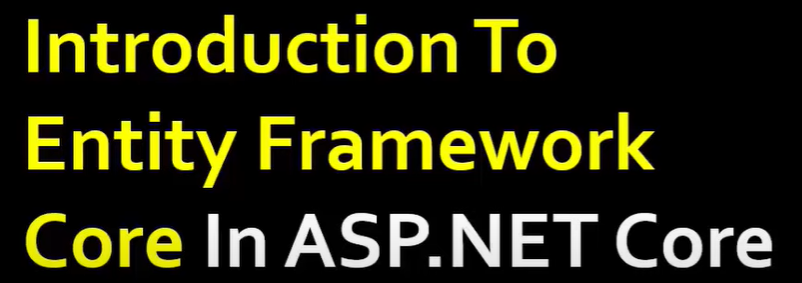 Introduction To
Entity Framework
Core In ASP.NET Core